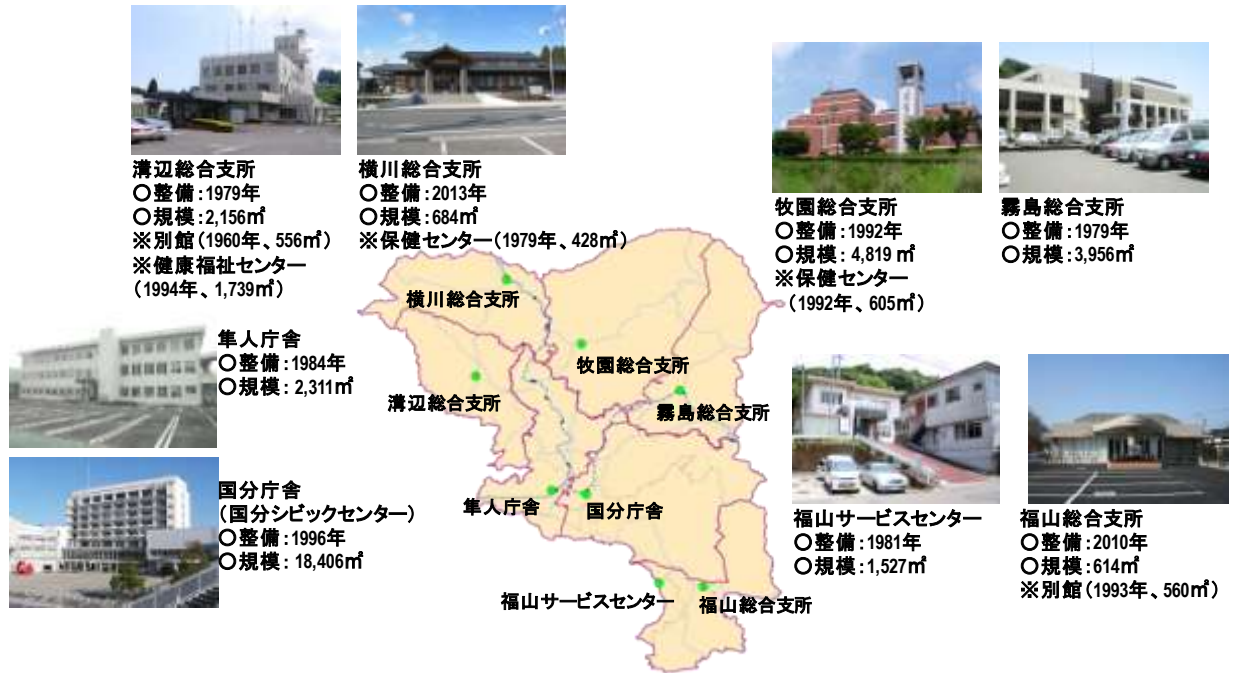 溝辺総合支所
○整備:1979年
○規模:2,156㎡
※別館(1960年、556㎡)
※健康福祉センター
(1994年、1,739㎡)
横川総合支所
○整備:2013年
○規模:684㎡
※保健センター(1979年、428㎡)
牧園総合支所
○整備:1992年
○規模: 4,819 ㎡
※保健センター
(1992年、605㎡)
霧島総合支所
○整備:1979年
○規模:3,956㎡
隼人庁舎
○整備:1984年
○規模: 2,311㎡
国分庁舎
(国分シビックセンター)
○整備:1996年
○規模: 18,406㎡
横川総合支所
牧園総合支所
溝辺総合支所
霧島総合支所
隼人庁舎
国分庁舎
福山サービスセンター
福山総合支所
福山サービスセンター
○整備:1981年
○規模:1,527㎡
福山総合支所
○整備:2010年
○規模:614㎡
※別館(1993年、560㎡)